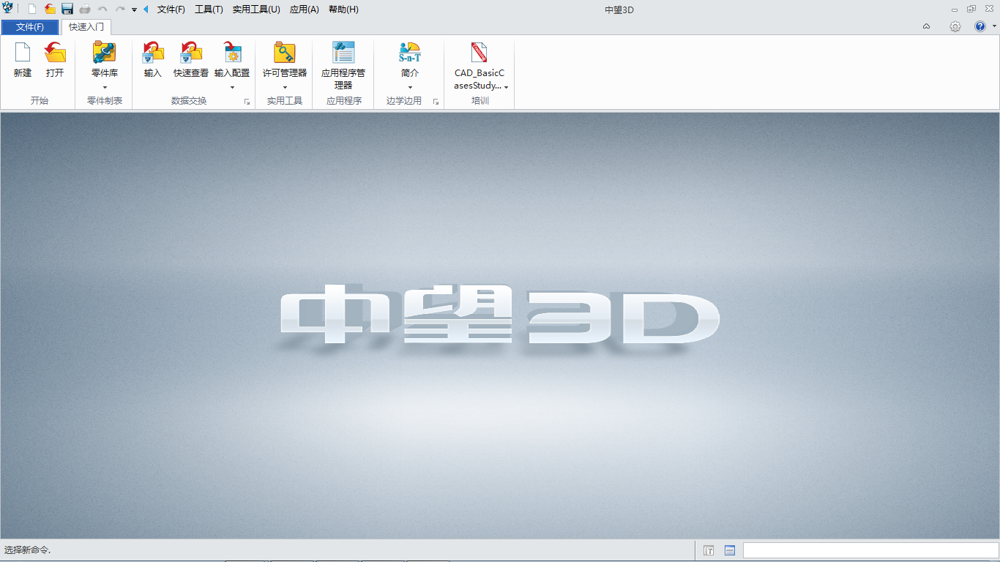 文件(F) 工具(T) 实用工具(U) 应用(A) 帮助(H) 中望3D
文件(F) 快速入门
新建 打开 零件库 输入 快速查看 输入配置 许可管理器 应用程序管理器 S-n-T 简介 CAD_BasicCasesStudy...
开始 零件制表 数据交换 实用工具 应用程序 边学边用 培训
中望3D
选择新命令.